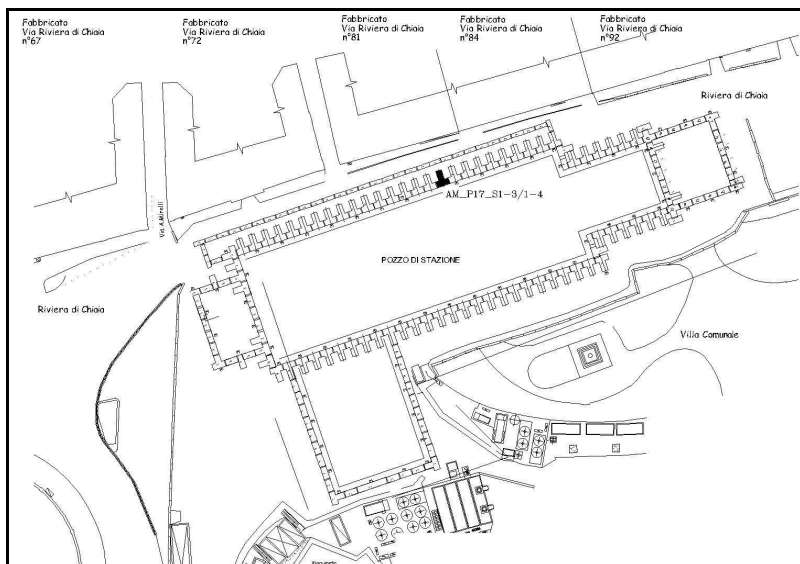 Fabbricato
Via Riviera di Chiaia
n°67
Fabbricato
Via Riviera di Chiaia
n°72
Fabbricato
Via Riviera di Chiaia
n°81
Fabbricato
Via Riviera di Chiaia
n°84
Fabbricato
Via Riviera di Chiaia
n°92
Riviera di Chiaia
AM_P17_S1-3/1-4
Via A.Mirelli
POZZO DI STAZIONE
Riviera di Chiaia
Villa Comunale